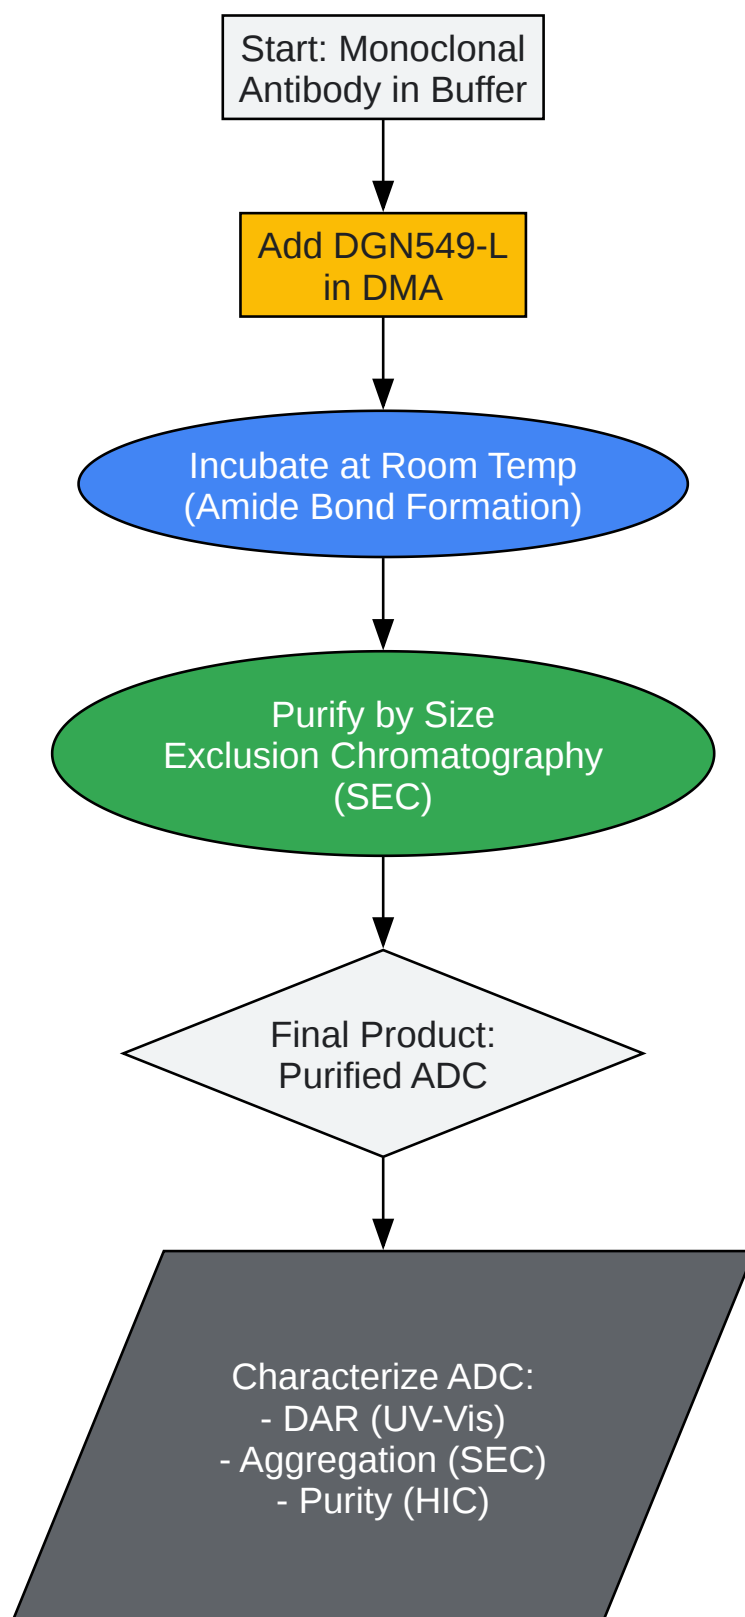 Start: Monoclonal
Antibody in Buffer
Add DGN549-L
in DMA
Incubate at Room Temp
(Amide Bond Formation)
Purify by Size
Exclusion Chromatography
(SEC)
Final Product:
Purified ADC
Characterize ADC:
- DAR (UV-Vis)
- Aggregation (SEC)
- Purity (HIC)